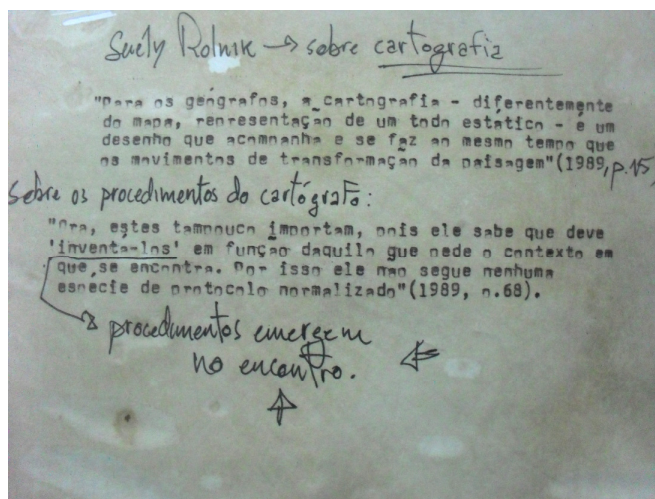 Suely Rolnik → sobre cartografia
"Para os geógrafos, a cartografia - diferentemente
do mapa, representação de um todo estático - é um
desenho que acompanha e se faz ao mesmo tempo que
os movimentos de transformação da paisagem"(1989, p.15)
Sobre os procedimentos do cartógrafo:
"Ora, estes tampouco importam, pois ele sabe que deve
'inventa-los' em função daquilo que pede o contexto em
que se encontra. Por isso ele nao segue nenhuma
especie de protocolo normalizado"(1989, p.68).
procedimentos emergem
no encontro.